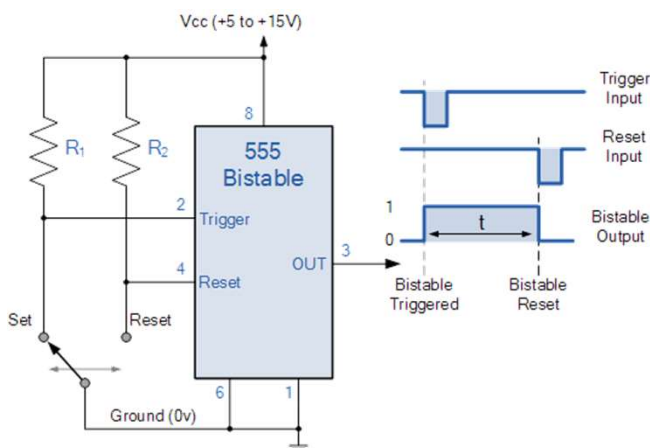 Vcc (+5 to +15V)
R1
R2
8
555
Bistable
2
Trigger
4
Reset
3
OUT
6
1
Set
Reset
Ground (0v)
Trigger
Input
Reset
Input
1
0
t
Bistable
Output
Bistable
Triggered
Bistable
Reset